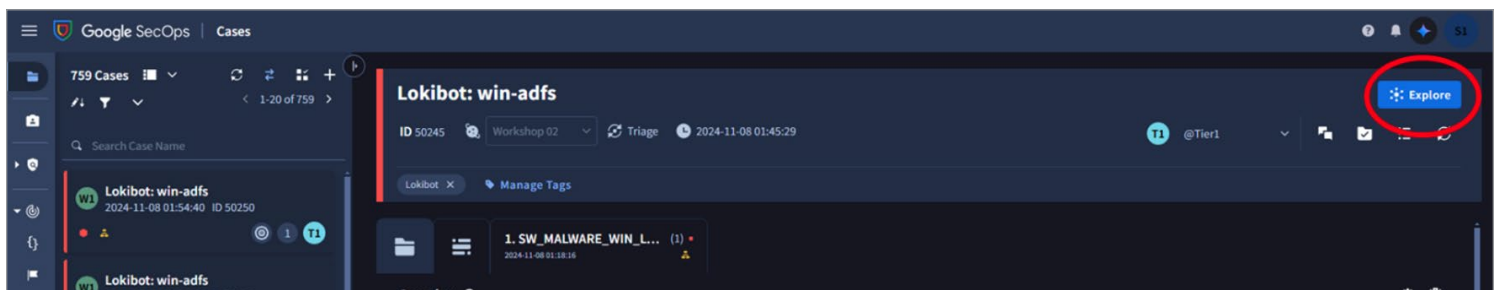 Google SecOps | Cases
S1
759 Cases
1-20 of 759
Search Case Name
W1 Lokibot: win-adfs
2024-11-08 01:54:40 ID 50250
1 T1
W1 Lokibot: win-adfs
Lokibot: win-adfs
Explore
ID 50245 Workshop 02 Triage 2024-11-08 01:45:29
T1 @Tier1
Lokibot Manage Tags
1. SW_MALWARE_WIN_L... (1)
2024-11-08 01:18:16